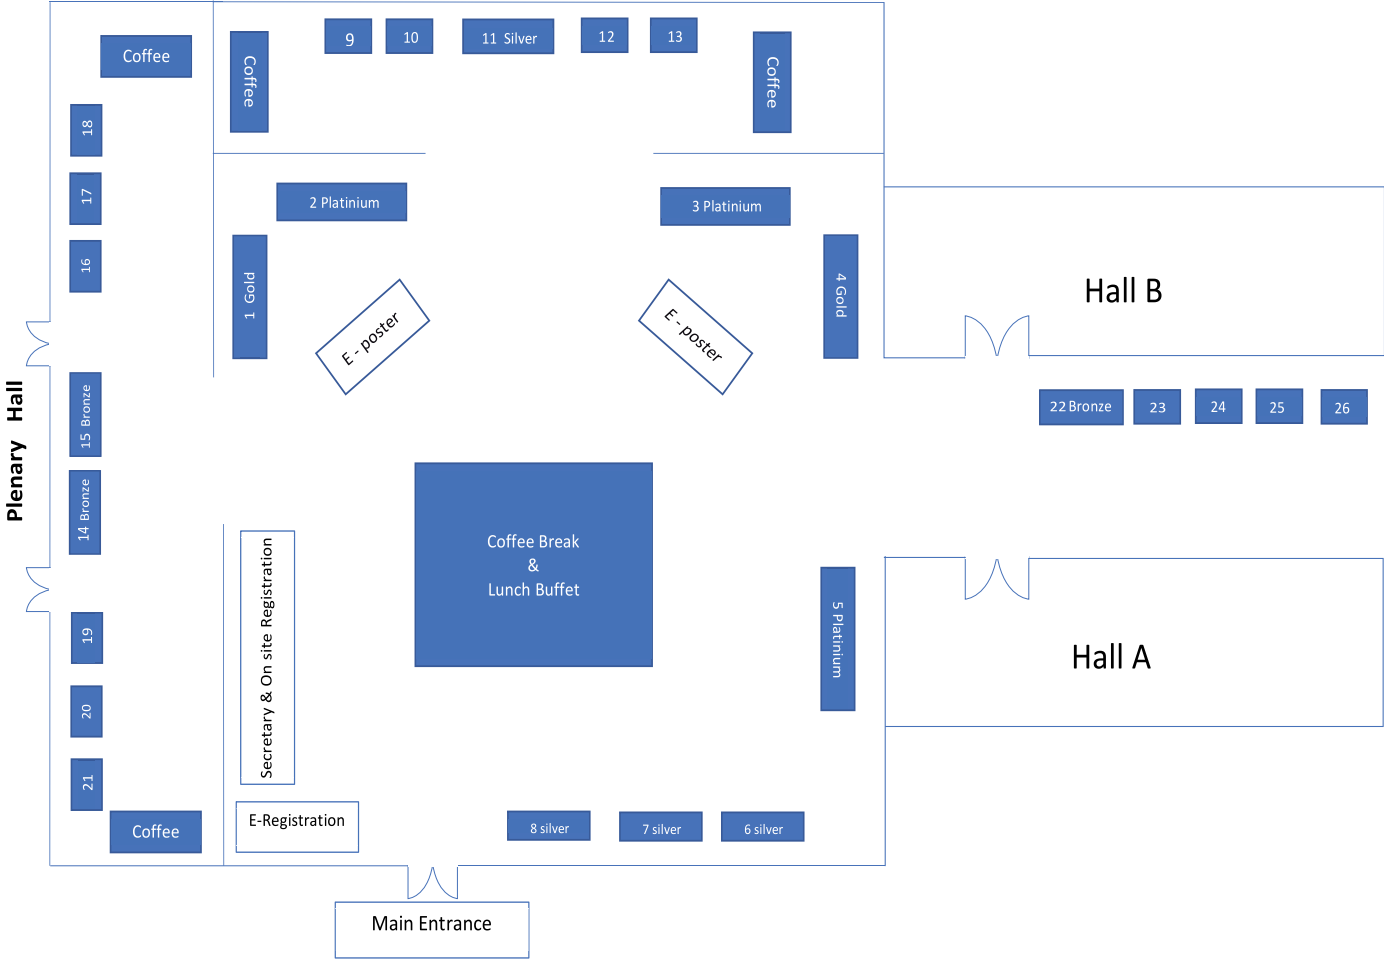 9
10
11 Silver
12
13
Coffee
Coffee
Coffee
18
17
16
2 Platinium
3 Platinium
1 Gold
4 Gold
E - poster
E - poster
Hall B
Plenary Hall
15 Bronze
14 Bronze
22 Bronze
23
24
25
26
Coffee Break
&
Lunch Buffet
Secretary & On site Registration
5 Platinium
Hall A
19
20
21
Coffee
E-Registration
8 silver
7 silver
6 silver
Main Entrance